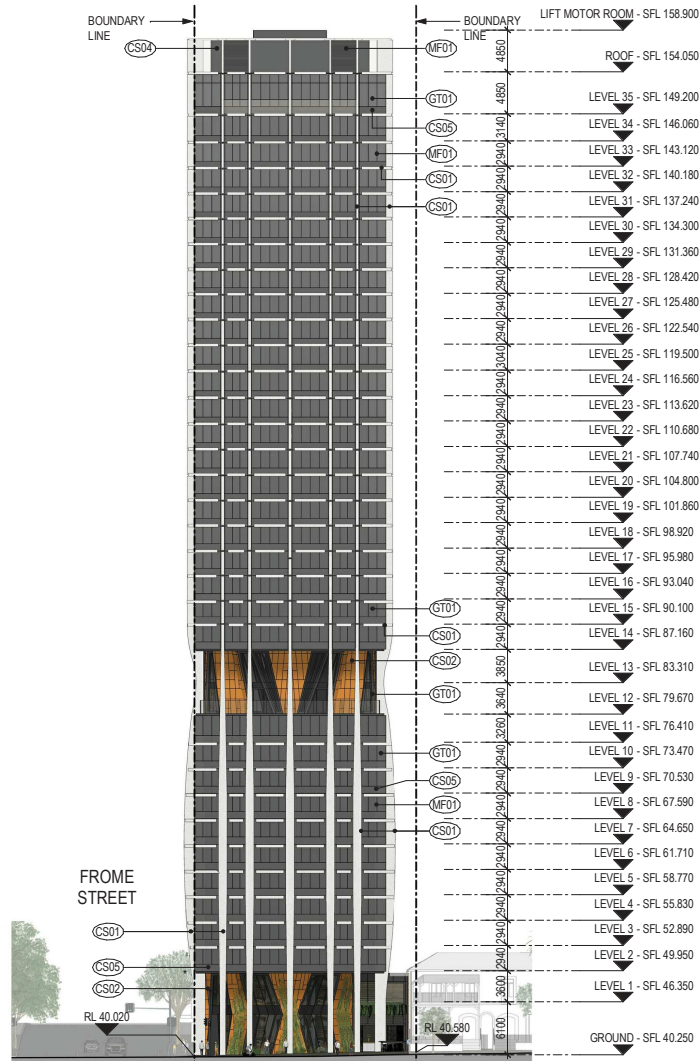 BOUNDARY
LINE
BOUNDARY
LINE
CS04
MF01
GT01
CS05
MF01
CS01
CS01
GT01
CS01
CS02
GT01
GT01
CS05
MF01
CS01
FROME
STREET
CS01
CS05
CS02
RL 40.020
RL 40.580
4850
4850
3140
2940
2940
2940
2940
2940
2940
2940
2940
3040
2940
2940
2940
2940
2940
2940
2940
2940
2940
2940
2940
3850
3640
3260
2940
2940
2940
2940
2940
2940
2940
2940
2940
3600
6100
LIFT MOTOR ROOM - SFL 158.900
ROOF - SFL 154.050
LEVEL 35 - SFL 149.200
LEVEL 34 - SFL 146.060
LEVEL 33 - SFL 143.120
LEVEL 32 - SFL 140.180
LEVEL 31 - SFL 137.240
LEVEL 30 - SFL 134.300
LEVEL 29 - SFL 131.360
LEVEL 28 - SFL 128.420
LEVEL 27 - SFL 125.480
LEVEL 26 - SFL 122.540
LEVEL 25 - SFL 119.500
LEVEL 24 - SFL 116.560
LEVEL 23 - SFL 113.620
LEVEL 22 - SFL 110.680
LEVEL 21 - SFL 107.740
LEVEL 20 - SFL 104.800
LEVEL 19 - SFL 101.860
LEVEL 18 - SFL 98.920
LEVEL 17 - SFL 95.980
LEVEL 16 - SFL 93.040
LEVEL 15 - SFL 90.100
LEVEL 14 - SFL 87.160
LEVEL 13 - SFL 83.310
LEVEL 12 - SFL 79.670
LEVEL 11 - SFL 76.410
LEVEL 10 - SFL 73.470
LEVEL 9 - SFL 70.530
LEVEL 8 - SFL 67.590
LEVEL 7 - SFL 64.650
LEVEL 6 - SFL 61.710
LEVEL 5 - SFL 58.770
LEVEL 4 - SFL 55.830
LEVEL 3 - SFL 52.890
LEVEL 2 - SFL 49.950
LEVEL 1 - SFL 46.350
GROUND - SFL 40.250